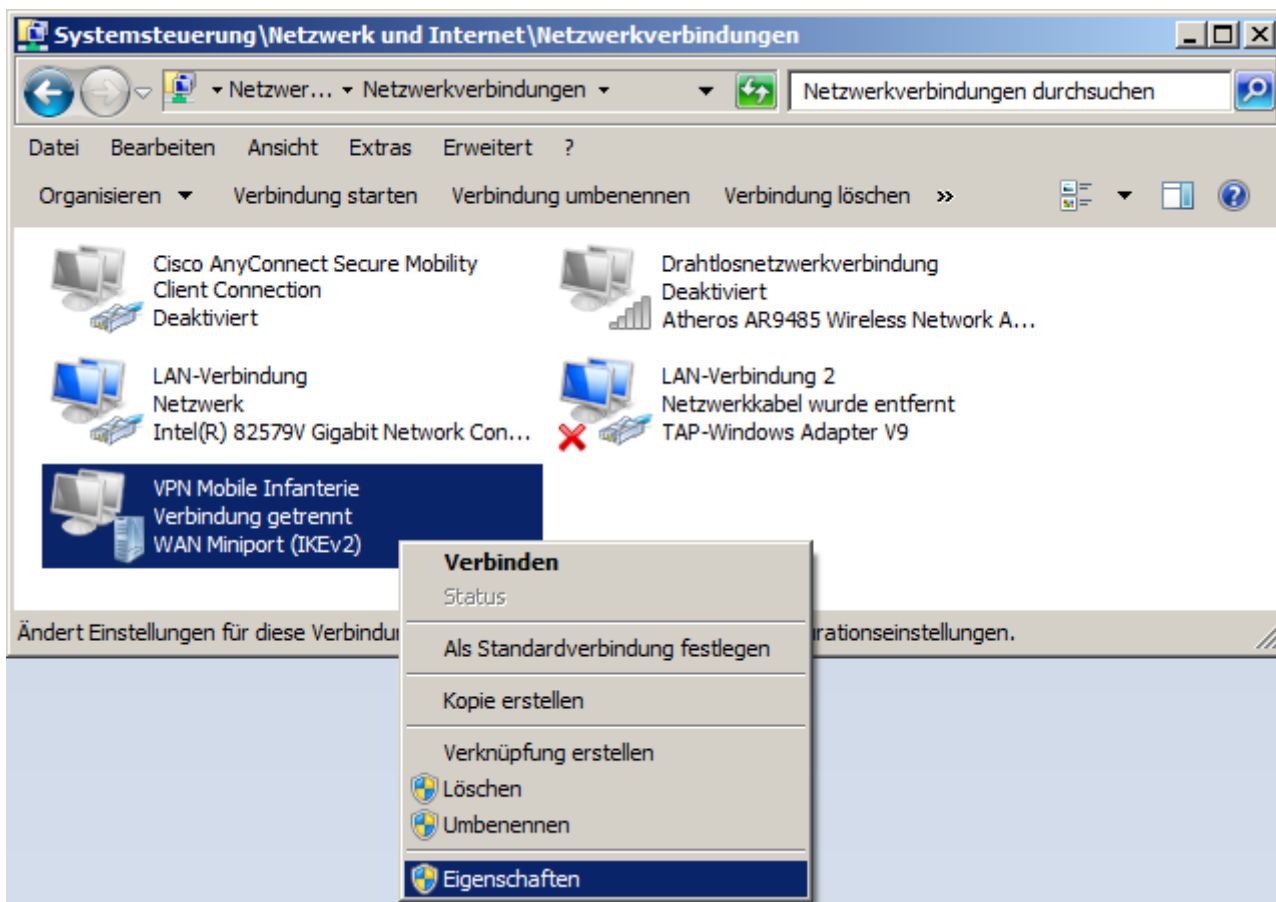 Systemsteuerung\Netzwerk und Internet\Netzwerkverbindungen
Netzwer... Netzwerkverbindungen
Netzwerkverbindungen durchsuchen
Datei Bearbeiten Ansicht Extras Erweitert ?
Organisieren Verbindung starten Verbindung umbenennen Verbindung löschen »
Cisco AnyConnect Secure Mobility
Client Connection
Deaktiviert
Drahtlosnetzwerkverbindung
Deaktiviert
Atheros AR9485 Wireless Network A...
LAN-Verbindung
Netzwerk
Intel(R) 82579V Gigabit Network Con...
LAN-Verbindung 2
Netzwerkkabel wurde entfernt
TAP-Windows Adapter V9
VPN Mobile Infanterie
Verbindung getrennt
WAN Miniport (IKEv2)
Verbinden
Status
Als Standardverbindung festlegen
Kopie erstellen
Verknüpfung erstellen
Löschen
Umbenennen
Eigenschaften
Ändert Einstellungen für diese